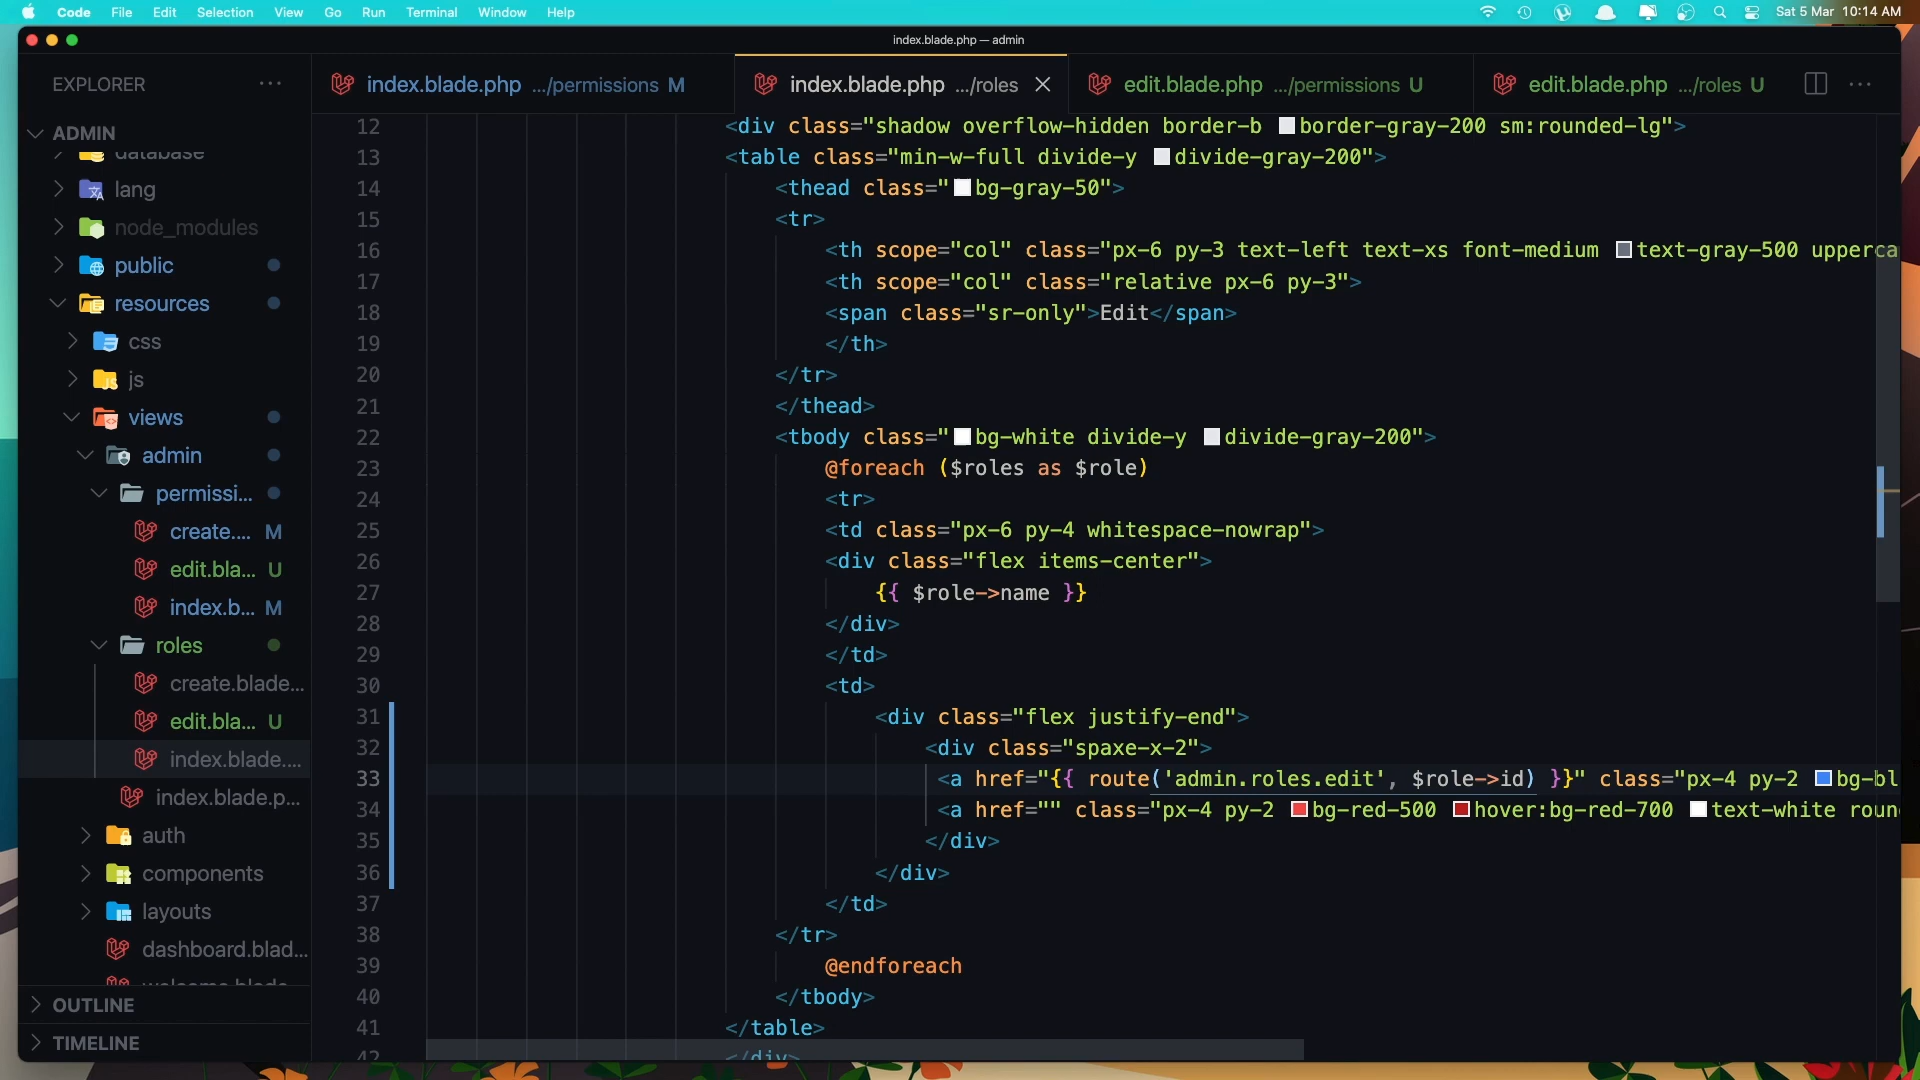 Code File Edit Selection View Go Run Terminal Window Help Sat 5 Mar 10:14 AM
index.blade.php — admin
EXPLORER
index.blade.php .../permissions M
index.blade.php .../roles
edit.blade.php .../permissions U
edit.blade.php .../roles U
ADMIN
database
lang
node_modules
public
resources
css
js
views
admin
permissi...
create.... M
edit.bla... U
index.b... M
roles
create.blade...
edit.bla... U
index.blade....
index.blade.p...
auth
components
layouts
dashboard.blad...
welcome.blade
OUTLINE
TIMELINE
12 <div class="shadow overflow-hidden border-b border-gray-200 sm:rounded-lg">
13 <table class="min-w-full divide-y divide-gray-200">
14 <thead class="bg-gray-50">
15 <tr>
16 <th scope="col" class="px-6 py-3 text-left text-xs font-medium text-gray-500 upperca
17 <th scope="col" class="relative px-6 py-3">
18 <span class="sr-only">Edit</span>
19 </th>
20 </tr>
21 </thead>
22 <tbody class="bg-white divide-y divide-gray-200">
23 @foreach ($roles as $role)
24 <tr>
25 <td class="px-6 py-4 whitespace-nowrap">
26 <div class="flex items-center">
27 {{ $role->name }}
28 </div>
29 </td>
30 <td>
31 <div class="flex justify-end">
32 <div class="spaxe-x-2">
33 <a href="{{ route('admin.roles.edit', $role->id) }}" class="px-4 py-2 bg-bl
34 <a href="" class="px-4 py-2 bg-red-500 hover:bg-red-700 text-white roun
35 </div>
36 </div>
37 </td>
38 </tr>
39 @endforeach
40 </tbody>
41 </table>
42 </div>